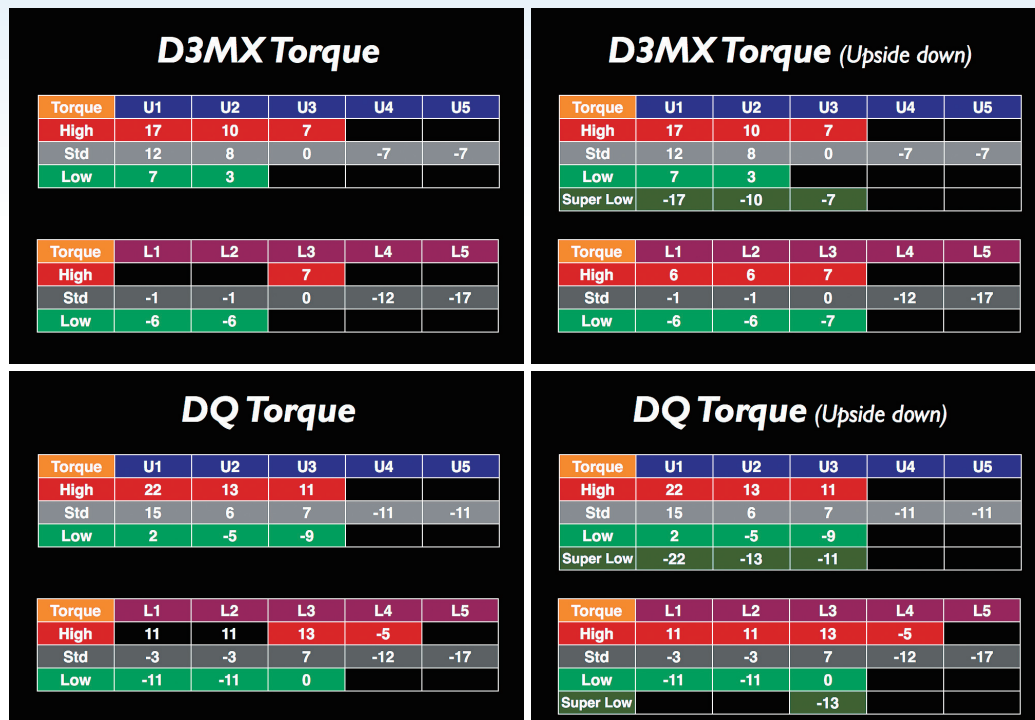 D3MX Torque
Torque U1 U2 U3 U4 U5
High 17 10 7
Std 12 8 0 -7 -7
Low 7 3
Torque L1 L2 L3 L4 L5
High 7
Std -1 -1 0 -12 -17
Low -6 -6
D3MX Torque (Upside down)
Torque U1 U2 U3 U4 U5
High 17 10 7
Std 12 8 0 -7 -7
Low 7 3
Super Low -17 -10 -7
Torque L1 L2 L3 L4 L5
High 6 6 7
Std -1 -1 0 -12 -17
Low -6 -6 -7
DQ Torque
Torque U1 U2 U3 U4 U5
High 22 13 11
Std 15 6 7 -11 -11
Low 2 -5 -9
Torque L1 L2 L3 L4 L5
High 11 11 13 -5
Std -3 -3 7 -12 -17
Low -11 -11 0
DQ Torque (Upside down)
Torque U1 U2 U3 U4 U5
High 22 13 11
Std 15 6 7 -11 -11
Low 2 -5 -9
Super Low -22 -13 -11
Torque L1 L2 L3 L4 L5
High 11 11 13 -5
Std -3 -3 7 -12 -17
Low -11 -11 0
Super Low -13